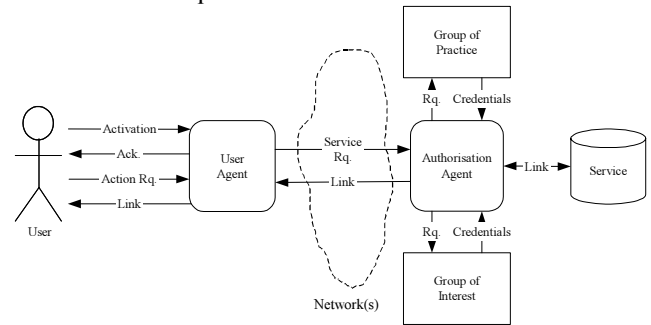 Group of
Practice
Rq.
Credentials
Activation
Ack.
Action Rq.
Link
User
User
Agent
Service
Rq.
Link
Network(s)
Authorisation
Agent
Link
Service
Rq.
Credentials
Group of
Interest